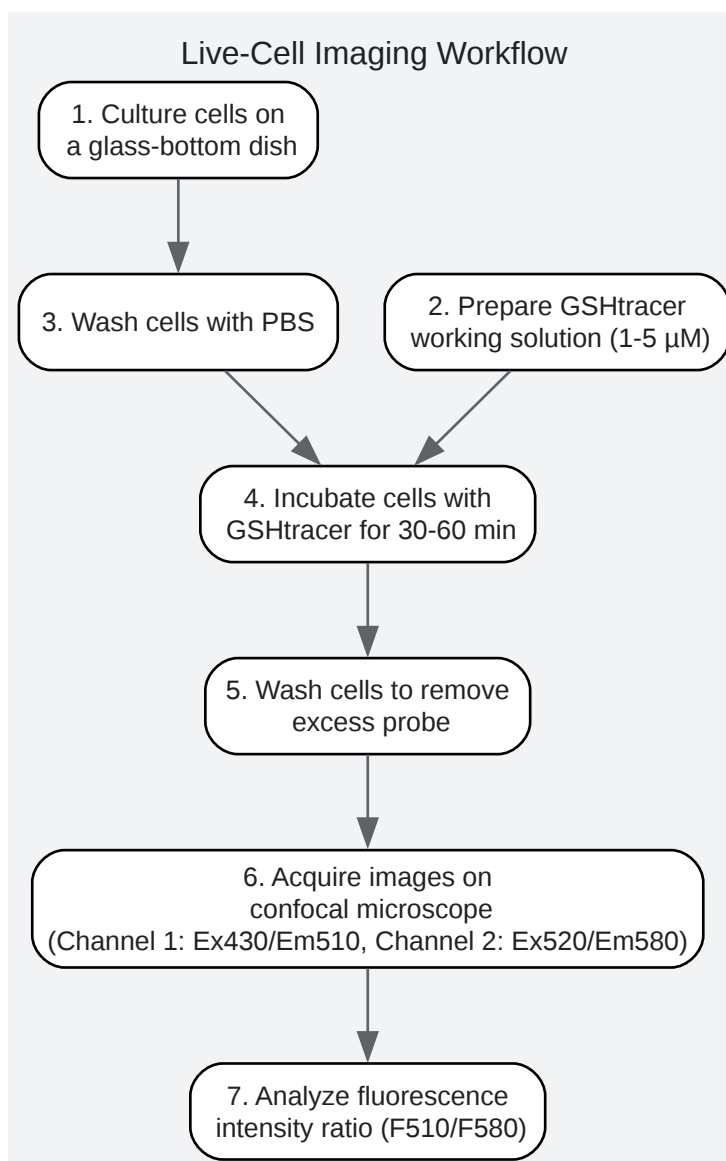 Live-Cell Imaging Workflow
1. Culture cells on
a glass-bottom dish
3. Wash cells with PBS
2. Prepare GSHtracer
working solution (1-5 µM)
4. Incubate cells with
GSHtracer for 30-60 min
5. Wash cells to remove
excess probe
6. Acquire images on
confocal microscope
(Channel 1: Ex430/Em510, Channel 2: Ex520/Em580)
7. Analyze fluorescence
intensity ratio (F510/F580)